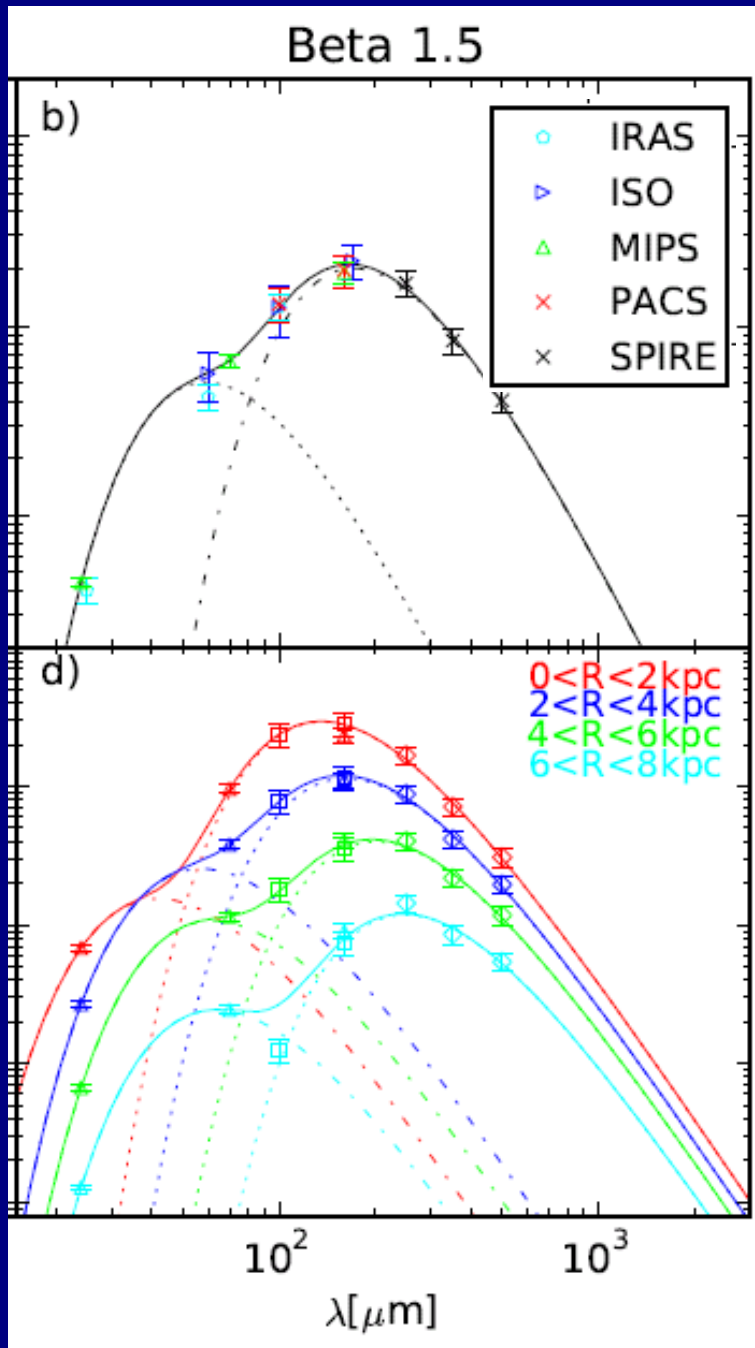 Beta 1.5
b)
IRAS
ISO
MIPS
PACS
SPIRE
d)
0<R<2kpc
2<R<4kpc
4<R<6kpc
6<R<8kpc
10² 10³
λ[μm]